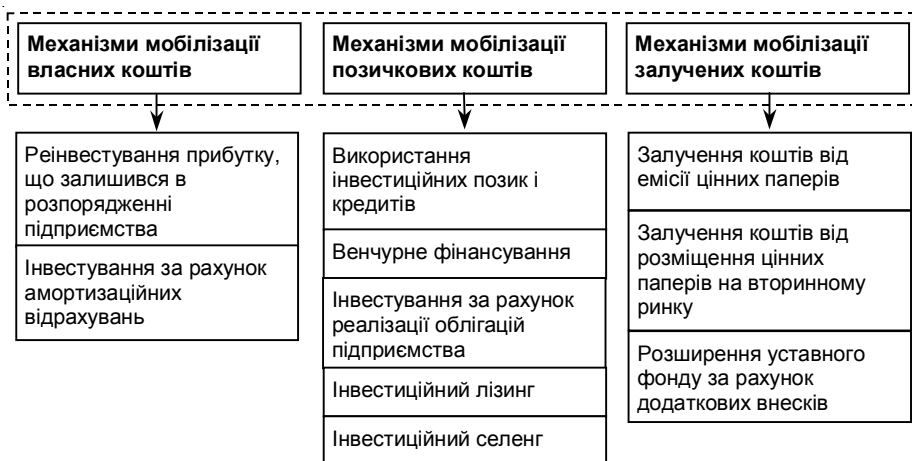 Механізми мобілізації
власних коштів
Механізми мобілізації
позичкових коштів
Механізми мобілізації
залучених коштів
Реінвестування прибутку,
що залишився в
розпорядженні
підприємства
Інвестування за рахунок
амортизаційних
відрахувань
Використання
інвестиційних позик і
кредитів
Венчурне фінансування
Інвестування за рахунок
реалізації облігацій
підприємства
Інвестиційний лізинг
Інвестиційний селенг
Залучення коштів від
емісії цінних паперів
Залучення коштів від
розміщення цінних
паперів на вторинному
ринку
Розширення уставного
фонду за рахунок
додаткових внесків